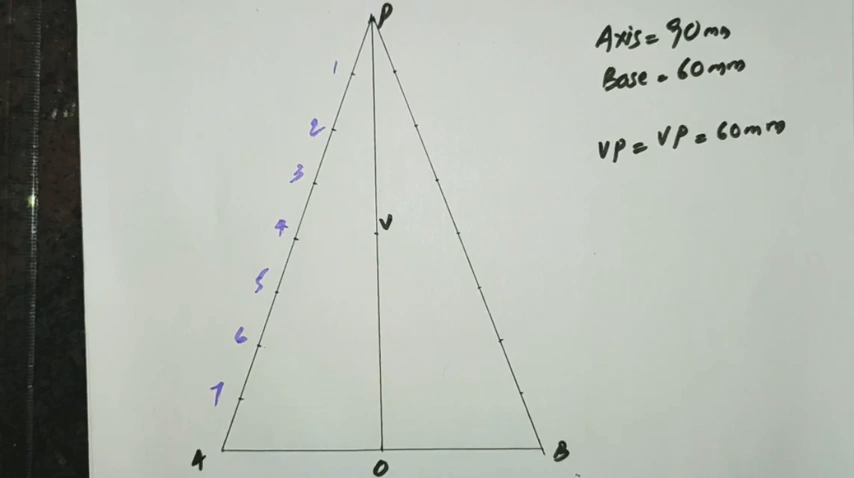 P
Axis = 90mm
Base = 60mm
VP = VP = 60mm
1
2
3
V
4
5
6
7
A
O
B